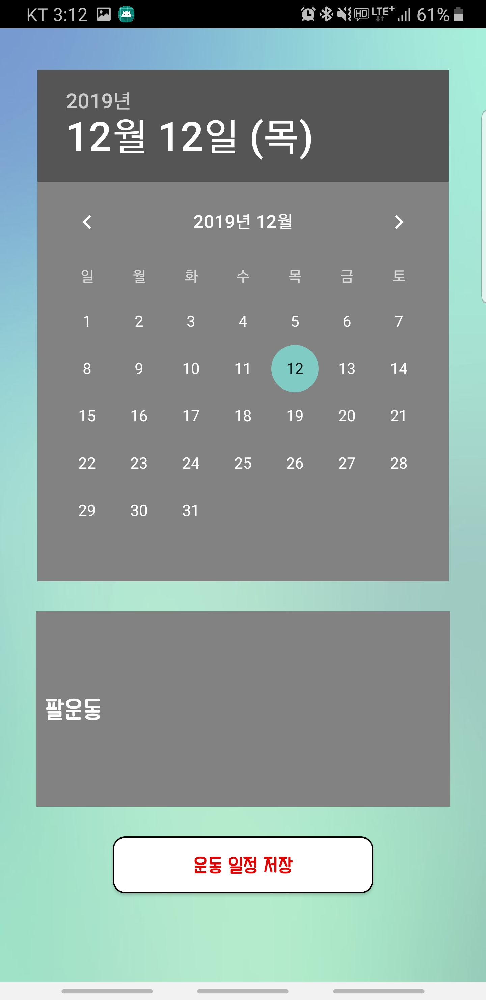 KT 3:12 HD LTE+ 61%
2019년
12월 12일 (목)
2019년 12월
일 월 화 수 목 금 토
1 2 3 4 5 6 7
8 9 10 11 12 13 14
15 16 17 18 19 20 21
22 23 24 25 26 27 28
29 30 31
팔운동
운동 일정 저장